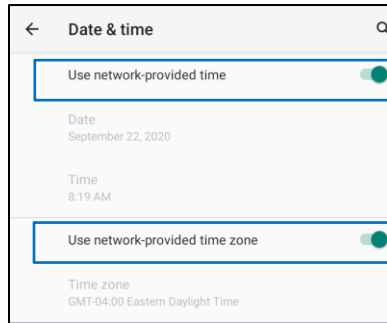 Date & time
Use network-provided time
Date
September 22, 2020
Time
8:19 AM
Use network-provided time zone
Time zone
GMT-04:00 Eastern Daylight Time